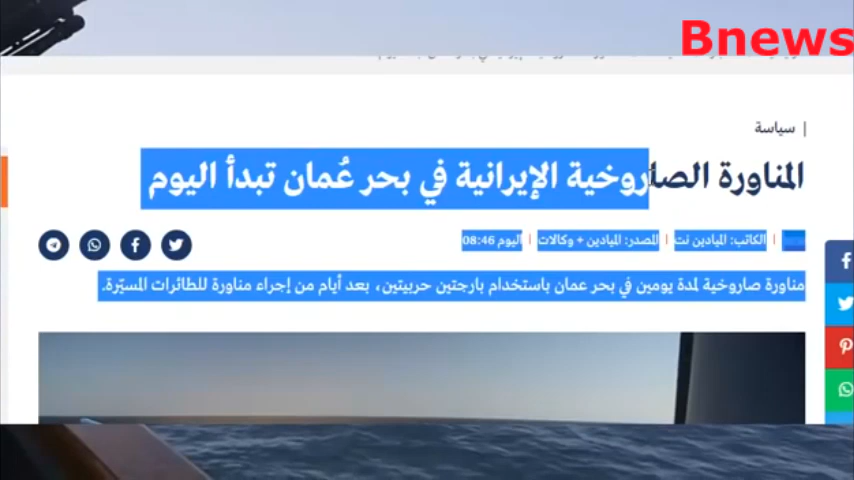 Bnews
| سياسة
المناورة الصاروخية الإيرانية في بحر عُمان تبدأ اليوم
الكاتب: الميادين نت | المصدر: الميادين + وكالات | اليوم 08:46
مناورة صاروخية لمدة يومين في بحر عمان باستخدام بارجتين حربيتين، بعد أيام من إجراء مناورة للطائرات المسيّرة.